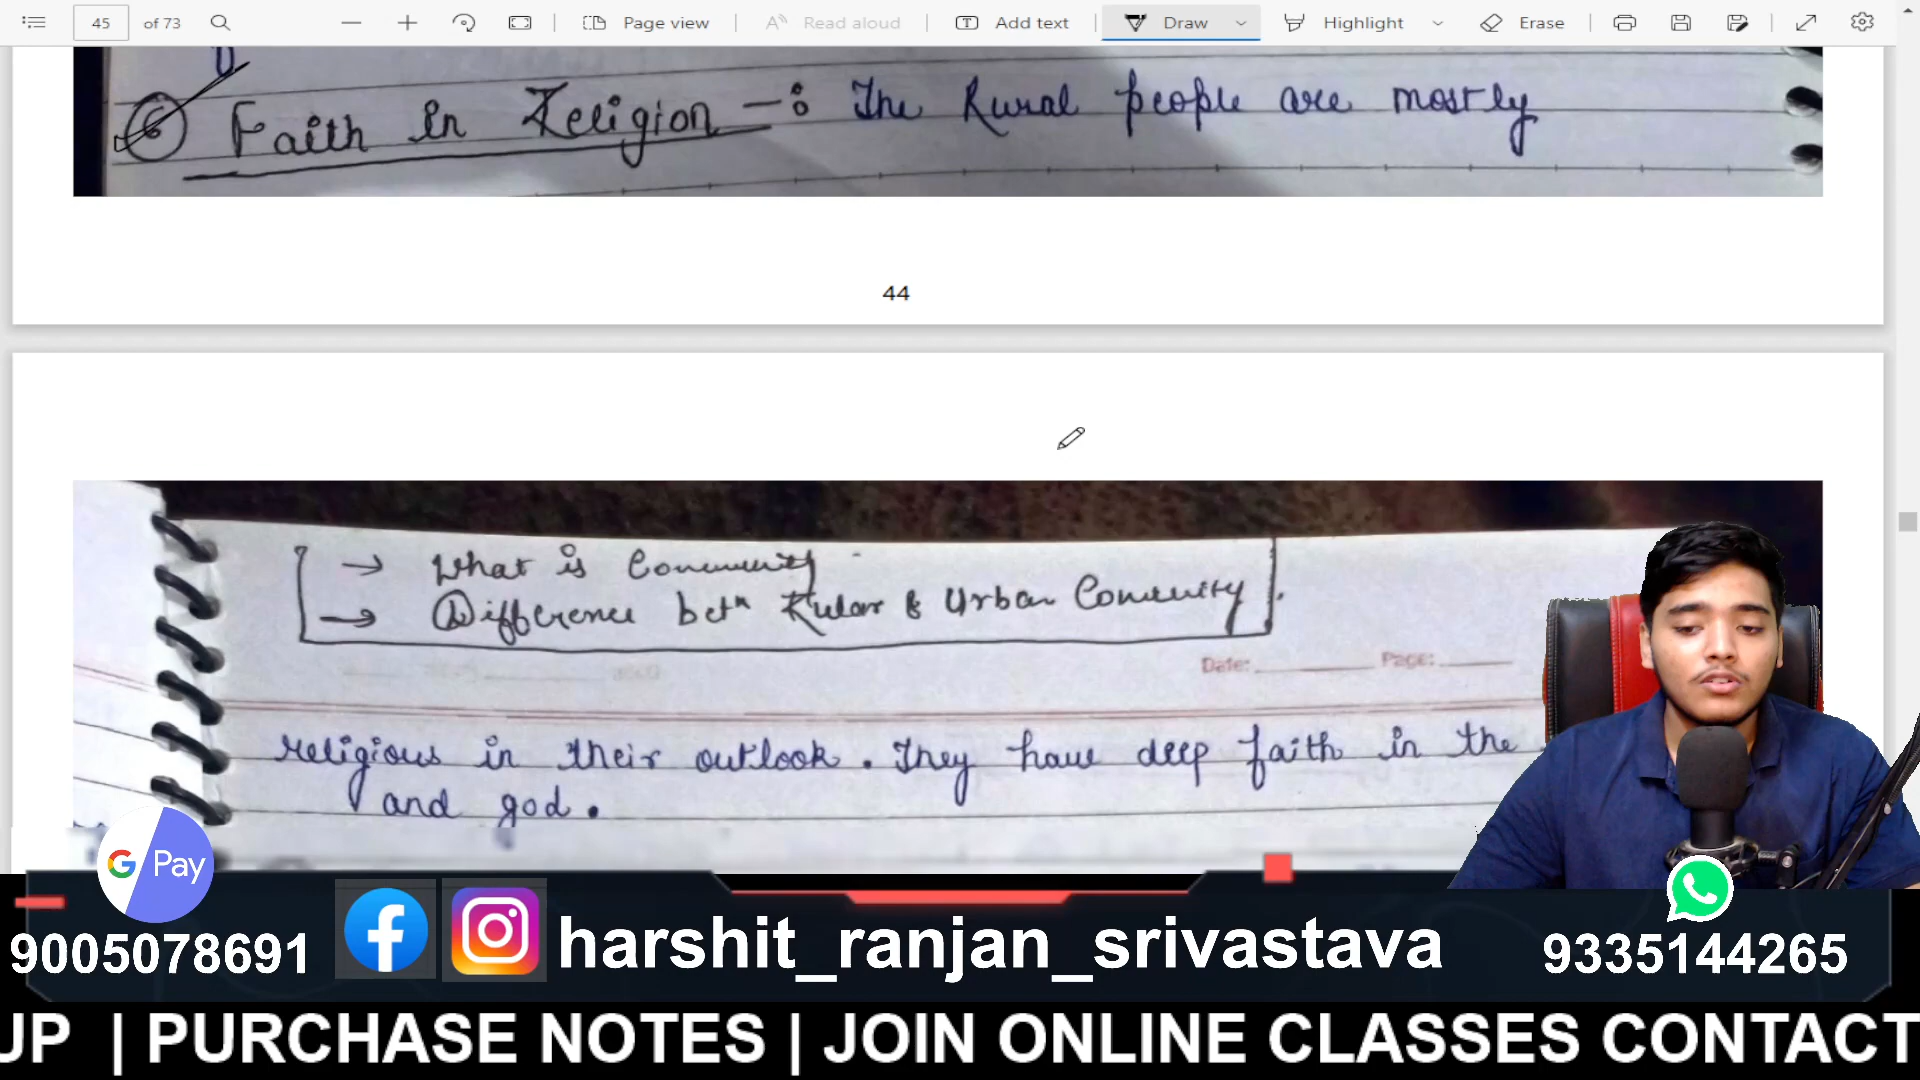 45 of 73 Page view Read aloud Add text Draw Highlight Erase
6 Faith in Religion -: The Rural people are mostly
44
→ What is Community
→ Difference betn Rular & Urban Community.
Date: Page:
religious in their outlook. They have deep faith in the
and god.
G Pay
9005078691
harshit_ranjan_srivastava
9335144265
UP | PURCHASE NOTES | JOIN ONLINE CLASSES CONTACT